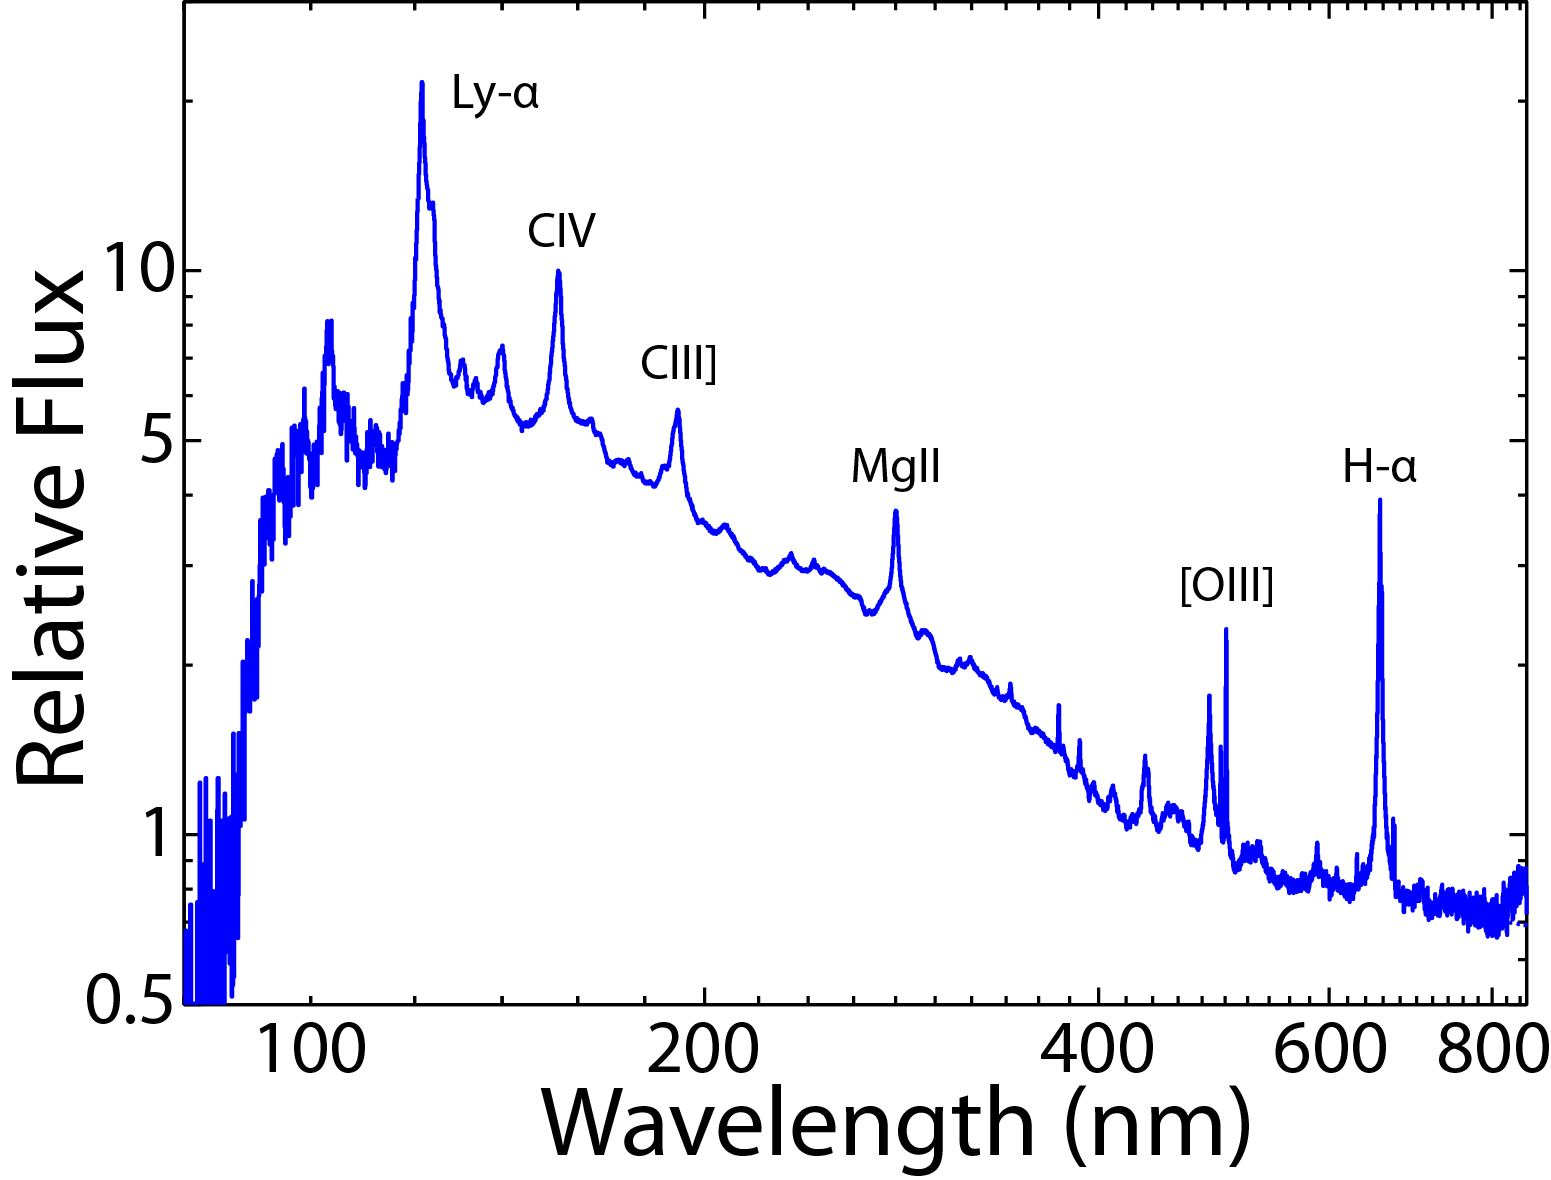 Ly-α
CIV
10
CIII]
5
MgII
H-α
[OIII]
1
0.5
100
200
400
600
800
Wavelength (nm)
Relative Flux